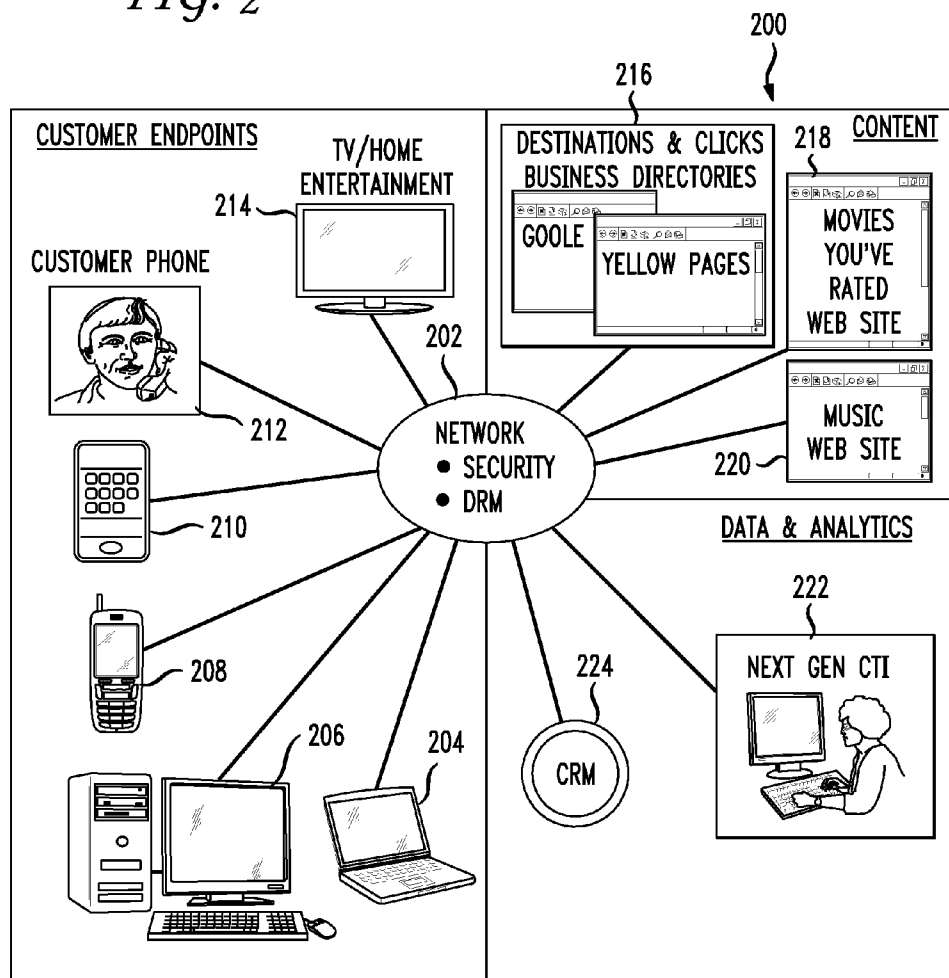 FIG. 2
200
CUSTOMER ENDPOINTS
TV/HOME
ENTERTAINMENT
214
CUSTOMER PHONE
212
210
208
206
204
202
NETWORK
• SECURITY
• DRM
216
DESTINATIONS & CLICKS
BUSINESS DIRECTORIES
GOOLE
YELLOW PAGES
CONTENT
218
MOVIES
YOU'VE
RATED
WEB SITE
MUSIC
WEB SITE
220
DATA & ANALYTICS
222
NEXT GEN CTI
224
CRM